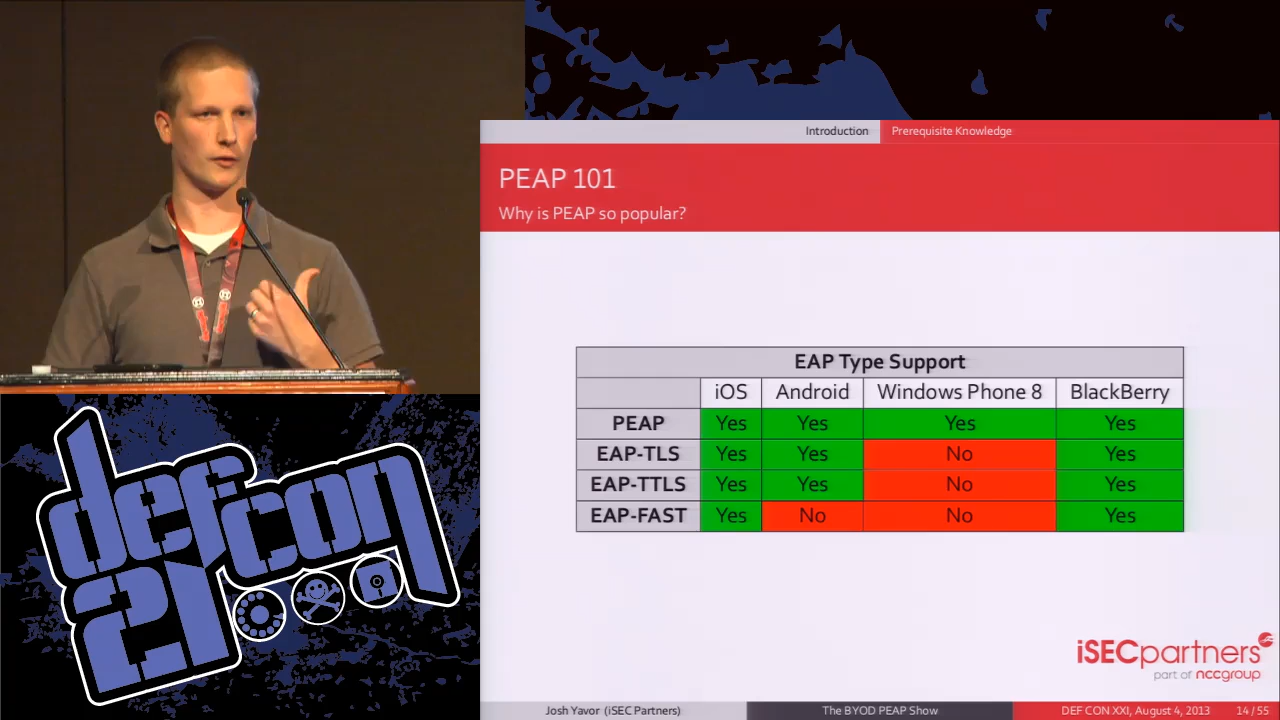 Introduction
Prerequisite Knowledge
PEAP 101
Why is PEAP so popular?
EAP Type Support
iOS Android Windows Phone 8 BlackBerry
PEAP Yes Yes Yes Yes
EAP-TLS Yes Yes No Yes
EAP-TTLS Yes Yes No Yes
EAP-FAST Yes No No Yes
iSECpartners
part of nccgroup
Josh Yavor (iSEC Partners) The BYOD PEAP Show DEF CON XXI, August 4, 2013 14 / 55
defcon
21